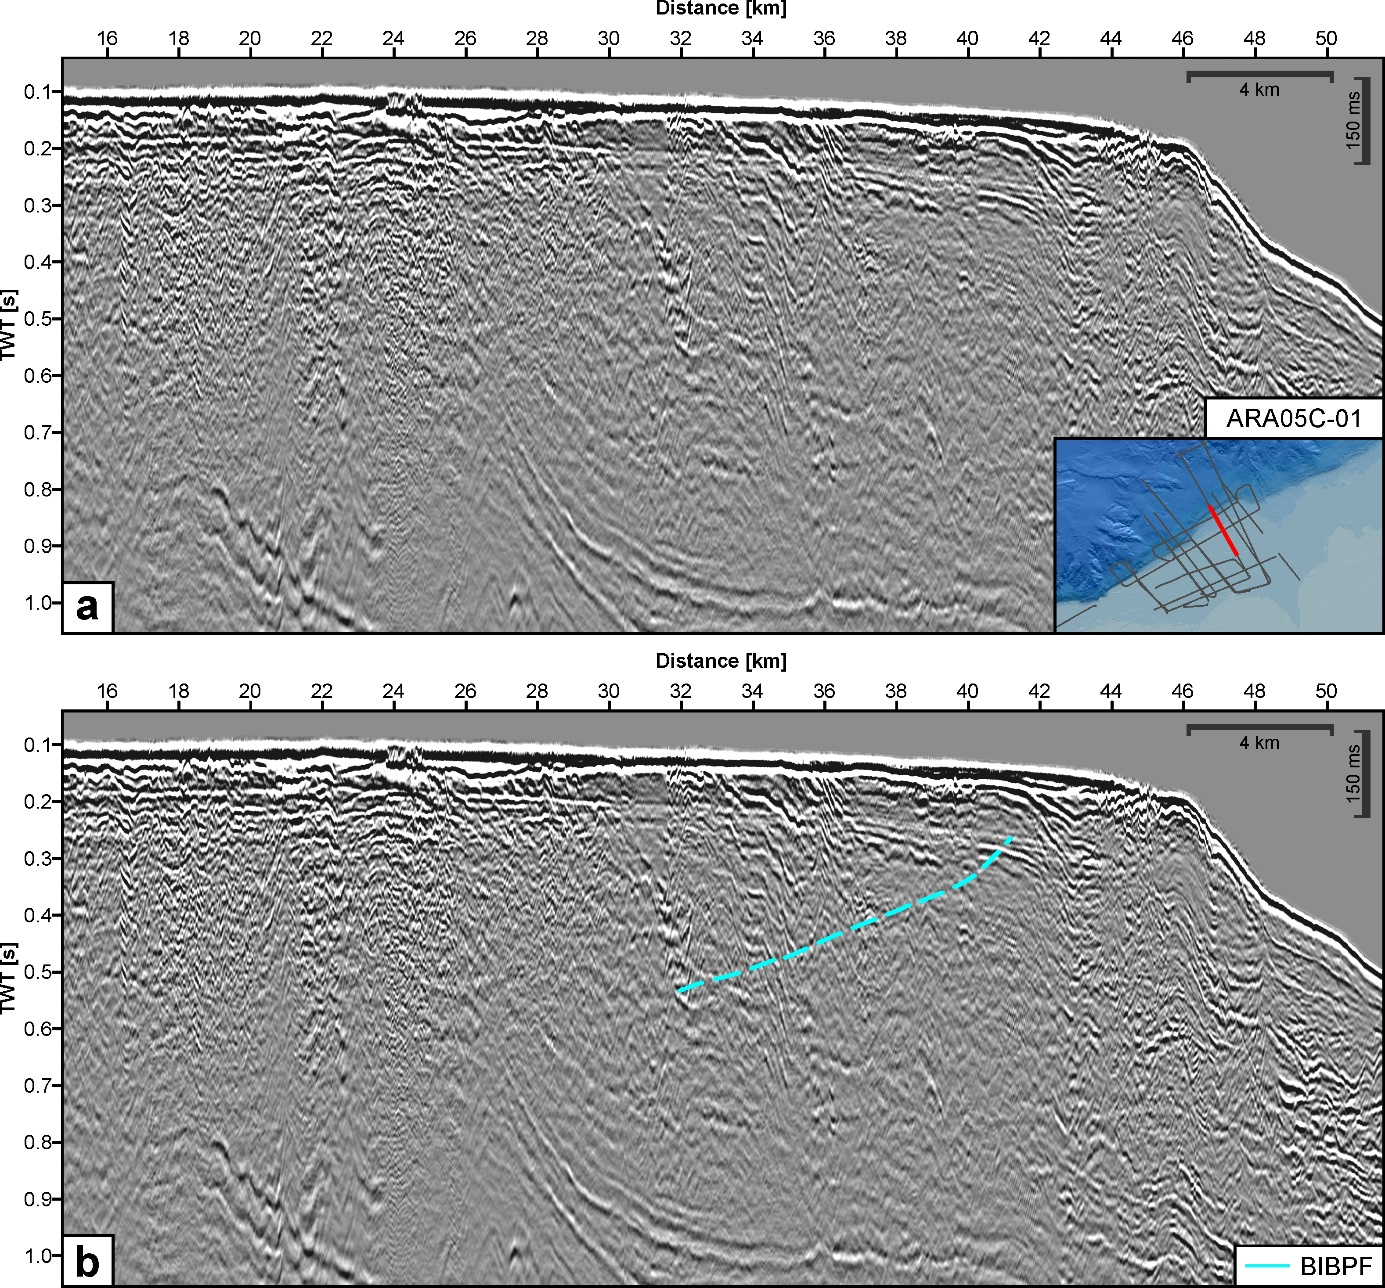 Distance [km]
16 18 20 22 24 26 28 30 32 34 36 38 40 42 44 46 48 50
0.1
0.2
0.3
0.4
0.5
0.6
0.7
0.8
0.9
1.0
TWT [s]
4 km
150 ms
ARA05C-01
a
Distance [km]
16 18 20 22 24 26 28 30 32 34 36 38 40 42 44 46 48 50
0.1
0.2
0.3
0.4
0.5
0.6
0.7
0.8
0.9
1.0
TWT [s]
4 km
150 ms
b
BIBPF